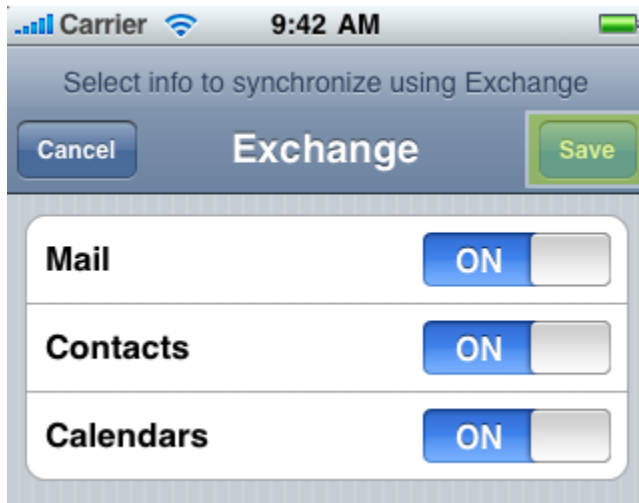 Carrier 9:42 AM
Select info to synchronize using Exchange
Cancel Exchange Save
Mail ON
Contacts ON
Calendars ON